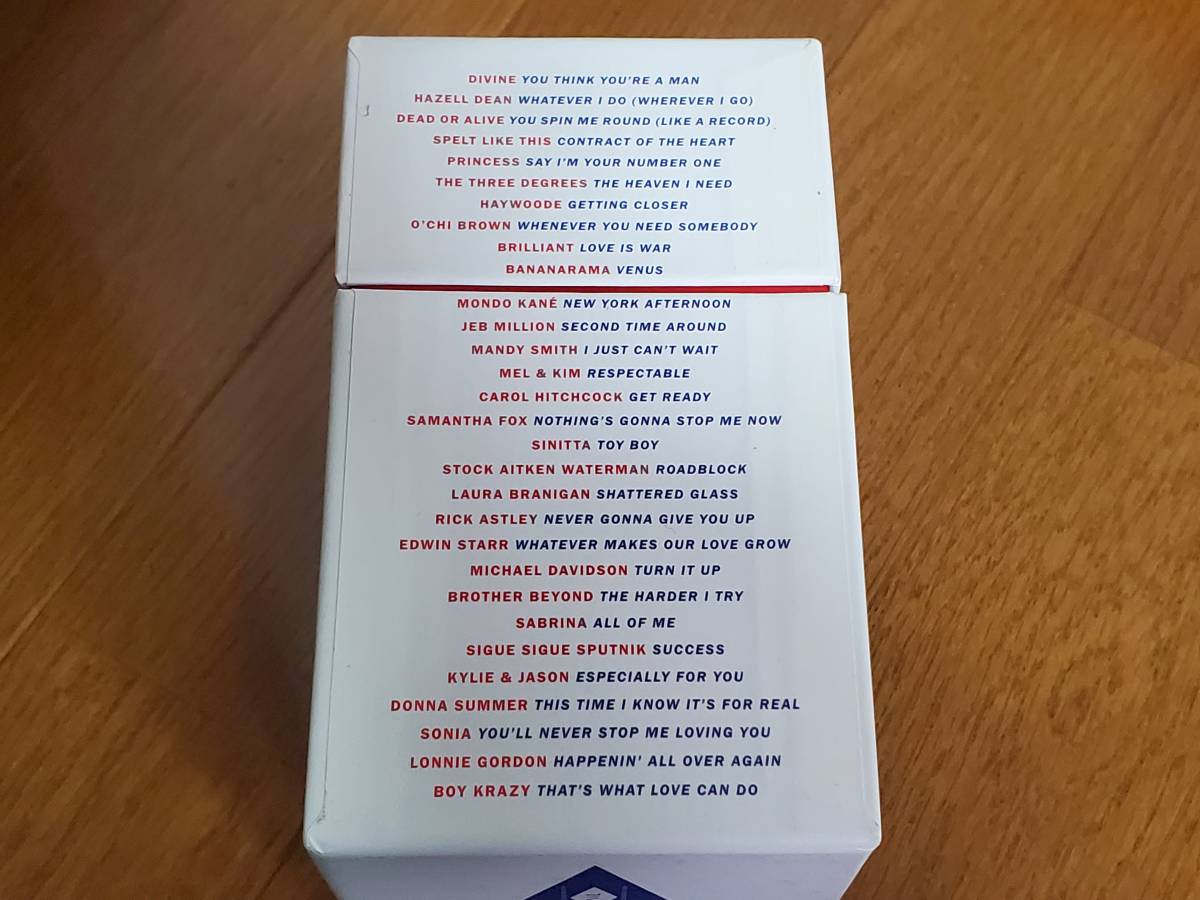 DIVINE YOU THINK YOU'RE A MAN
HAZELL DEAN WHATEVER I DO (WHEREVER I GO)
DEAD OR ALIVE YOU SPIN ME ROUND (LIKE A RECORD)
SPELT LIKE THIS CONTRACT OF THE HEART
PRINCESS SAY I'M YOUR NUMBER ONE
THE THREE DEGREES THE HEAVEN I NEED
HAYWOODE GETTING CLOSER
O'CHI BROWN WHENEVER YOU NEED SOMEBODY
BRILLIANT LOVE IS WAR
BANANARAMA VENUS
MONDO KANÉ NEW YORK AFTERNOON
JEB MILLION SECOND TIME AROUND
MANDY SMITH I JUST CAN'T WAIT
MEL & KIM RESPECTABLE
CAROL HITCHCOCK GET READY
SAMANTHA FOX NOTHING'S GONNA STOP ME NOW
SINITTA TOY BOY
STOCK AITKEN WATERMAN ROADBLOCK
LAURA BRANIGAN SHATTERED GLASS
RICK ASTLEY NEVER GONNA GIVE YOU UP
EDWIN STARR WHATEVER MAKES OUR LOVE GROW
MICHAEL DAVIDSON TURN IT UP
BROTHER BEYOND THE HARDER I TRY
SABRINA ALL OF ME
SIGUE SIGUE SPUTNIK SUCCESS
KYLIE & JASON ESPECIALLY FOR YOU
DONNA SUMMER THIS TIME I KNOW IT'S FOR REAL
SONIA YOU'LL NEVER STOP ME LOVING YOU
LONNIE GORDON HAPPENIN' ALL OVER AGAIN
BOY KRAZY THAT'S WHAT LOVE CAN DO